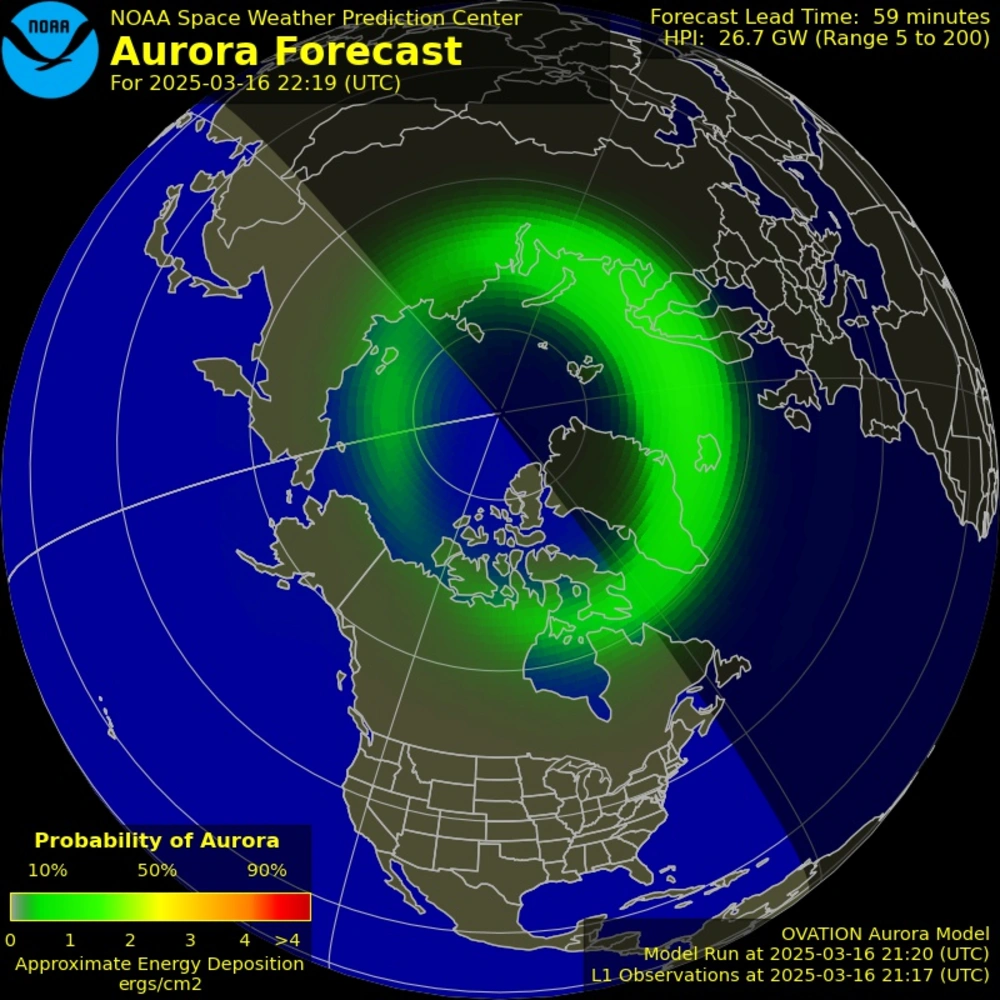 NOAA
NOAA Space Weather Prediction Center
Aurora Forecast
For 2025-03-16 22:19 (UTC)
Forecast Lead Time: 59 minutes
HPI: 26.7 GW (Range 5 to 200)
Probability of Aurora
10% 50% 90%
0 1 2 3 4 >4
Approximate Energy Deposition
ergs/cm2
OVATION Aurora Model
Model Run at 2025-03-16 21:20 (UTC)
L1 Observations at 2025-03-16 21:17 (UTC)